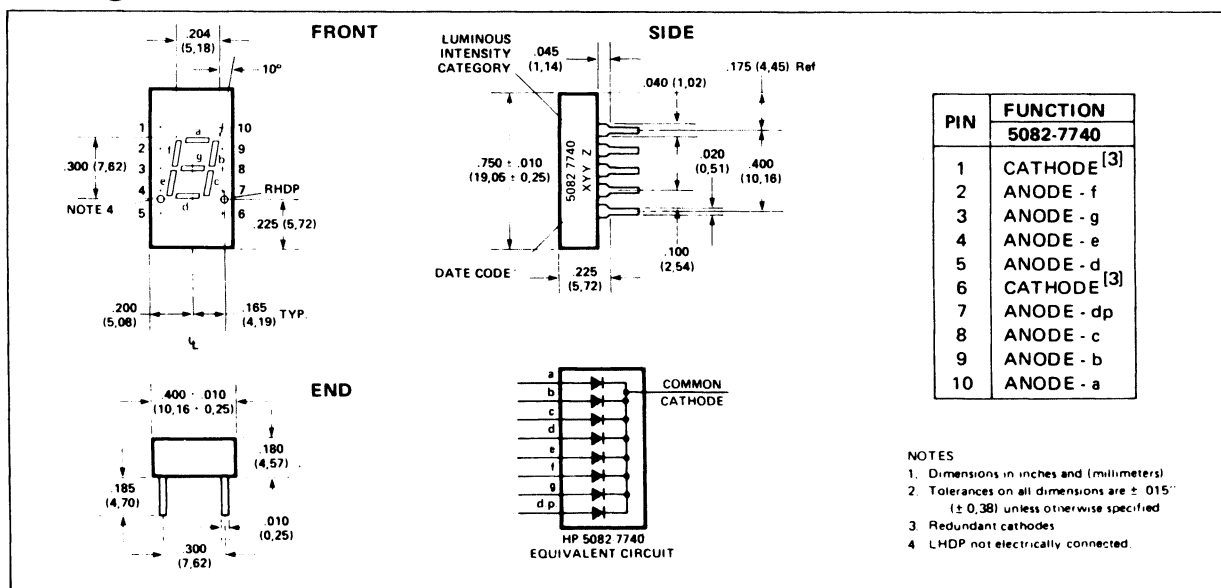 FRONT
.204
(5,18)
10°
1
2
3
4
5
10
9
8
7
6
a
f
b
g
e
c
d
.300 (7,62)
NOTE 4
RHDP
.225 (5,72)
.200
(5,08)
.165
(4,19)
TYP.
SIDE
LUMINOUS
INTENSITY
CATEGORY
.045
(1,14)
.175 (4,45) Ref
.040 (1,02)
.750 ± .010
(19,05 ± 0,25)
5082 7740
XYY Z
.020
(0,51)
.400
(10,16)
.100
(2,54)
DATE CODE
.225
(5,72)
PIN FUNCTION
5082-7740
1 CATHODE[3]
2 ANODE - f
3 ANODE - g
4 ANODE - e
5 ANODE - d
6 CATHODE[3]
7 ANODE - dp
8 ANODE - c
9 ANODE - b
10 ANODE - a
END
.400 .010
(10,16 0,25)
.180
(4,57)
.185
(4,70)
.010
(0,25)
.300
(7,62)
a
b
c
d
e
f
g
d p
COMMON
CATHODE
HP 5082 7740
EQUIVALENT CIRCUIT
NOTES
1. Dimensions in inches and (millimeters)
2. Tolerances on all dimensions are ± 015"
(± 0,38) unless otherwise specified
3. Redundant cathodes
4 LHDP not electrically connected.